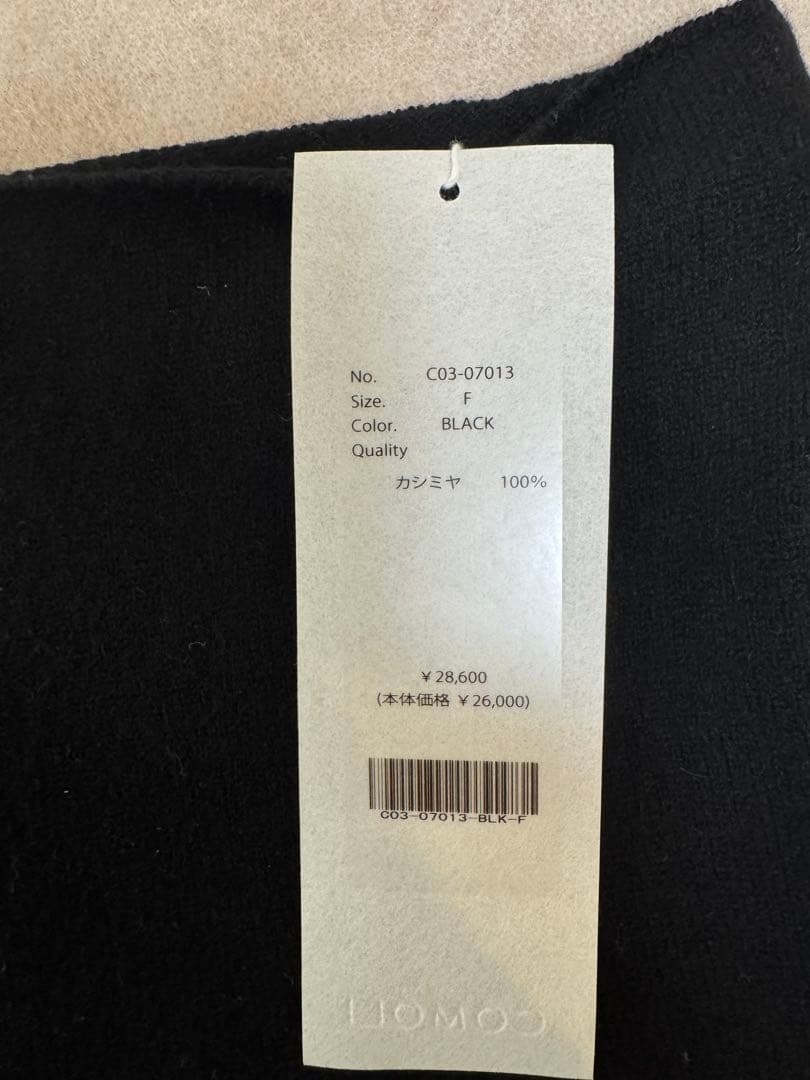 No. C03-07013
Size. F
Color. BLACK
Quality
カシミヤ 100%
¥28,600
(本体価格 ¥26,000)
C03-07013-BLK-F
COMOLI